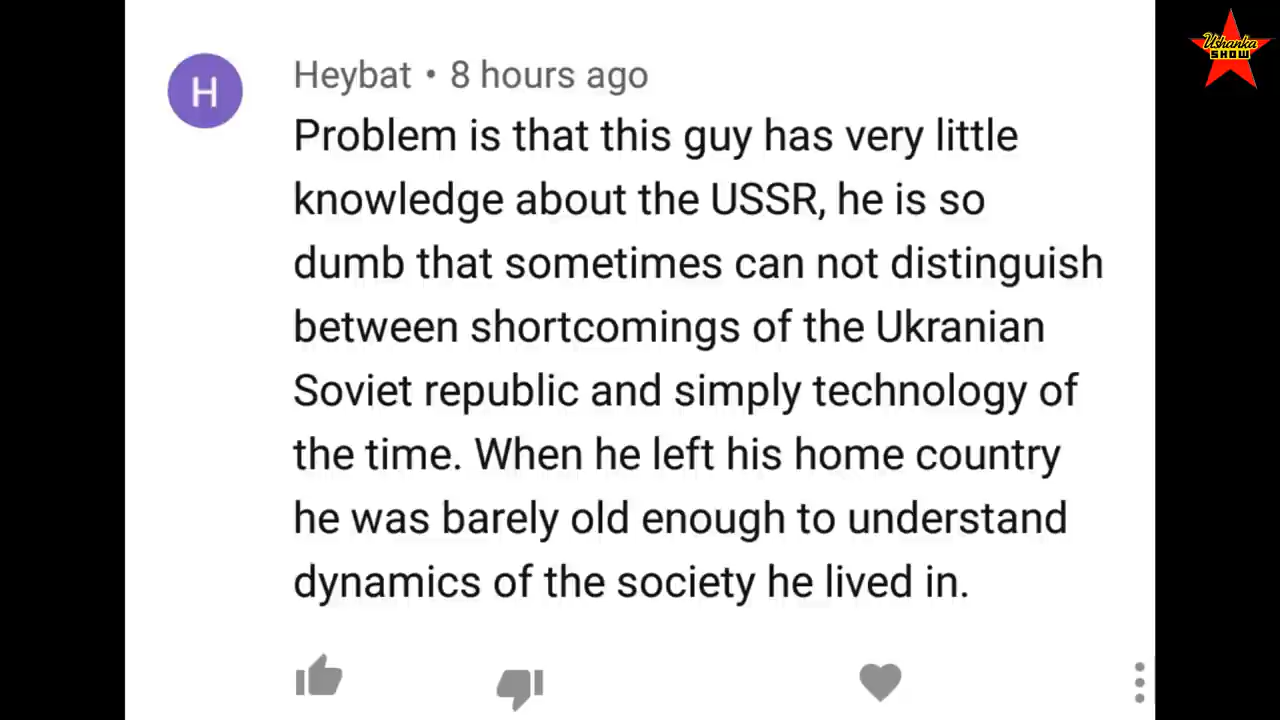 Ushanka
SHOW
H
Heybat • 8 hours ago
Problem is that this guy has very little
knowledge about the USSR, he is so
dumb that sometimes can not distinguish
between shortcomings of the Ukranian
Soviet republic and simply technology of
the time. When he left his home country
he was barely old enough to understand
dynamics of the society he lived in.